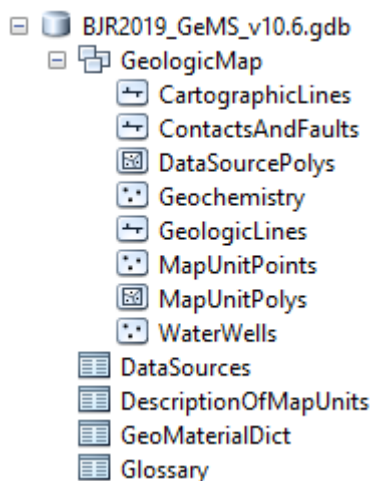 BJR2019_GeMS_v10.6.gdb
GeologicMap
CartographicLines
ContactsAndFaults
DataSourcePolys
Geochemistry
GeologicLines
MapUnitPoints
MapUnitPolys
WaterWells
DataSources
DescriptionOfMapUnits
GeoMaterialDict
Glossary